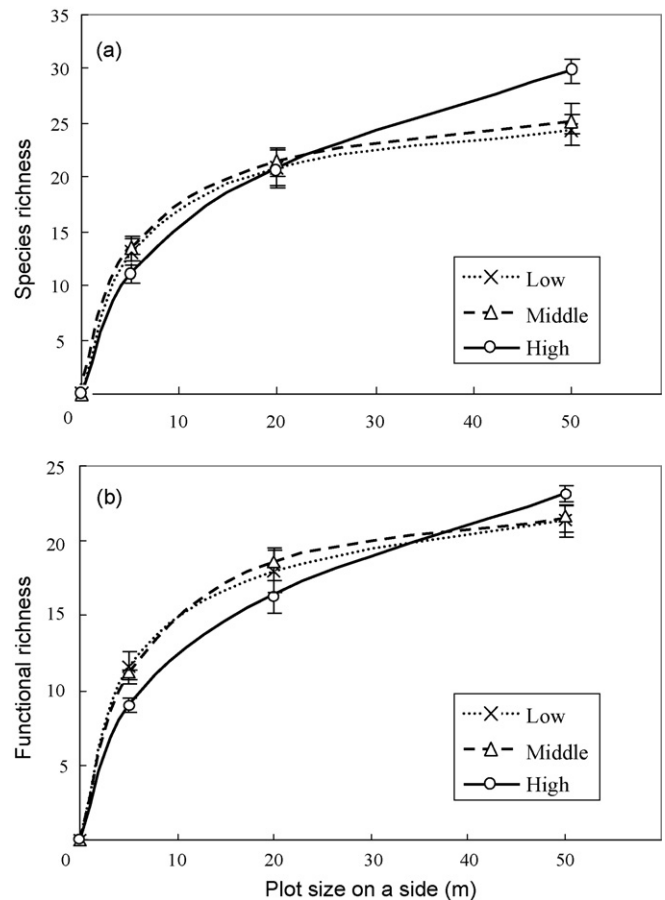 (a)
35
30
25
20
15
10
5
Species richness
Low
Middle
High
0 10 20 30 40 50
(b)
25
20
15
10
5
Functional richness
Low
Middle
High
0 10 20 30 40 50
Plot size on a side (m)